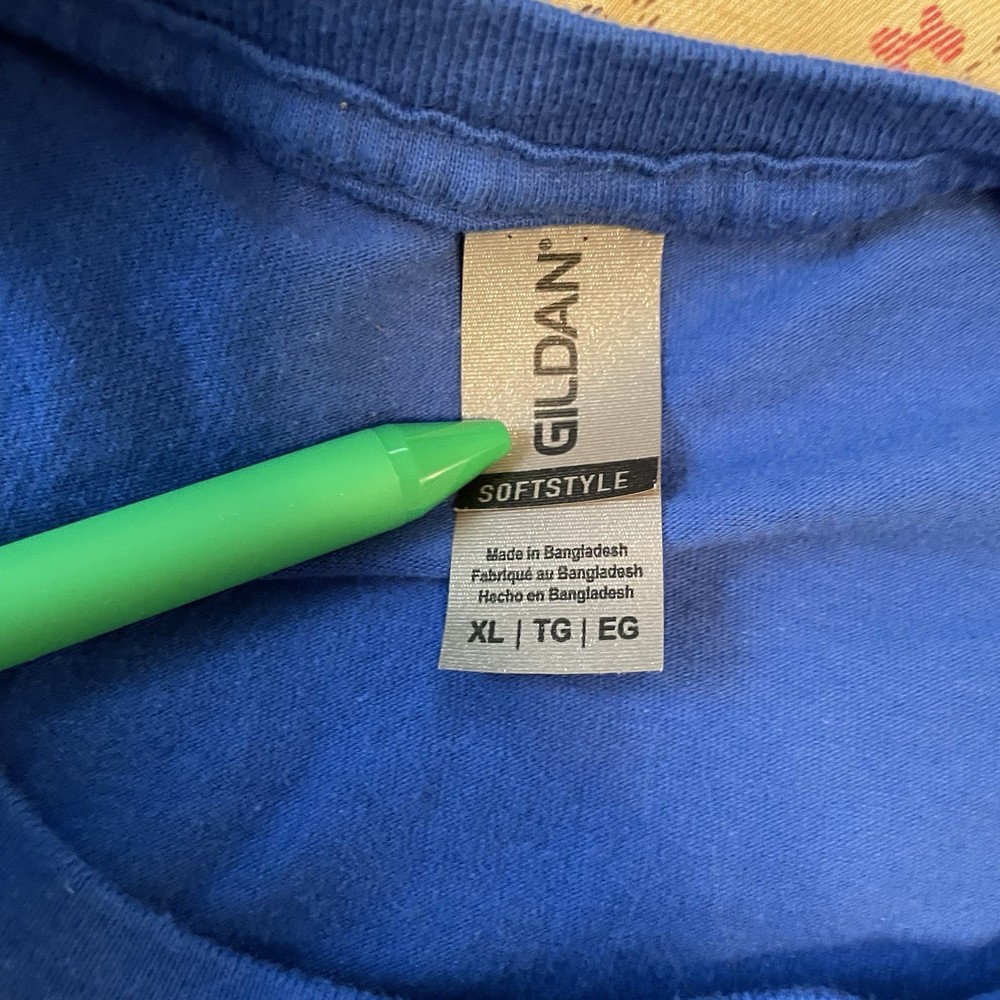 GILDAN®
SOFTSTYLE
Made in Bangladesh
Fabriqué au Bangladesh
Hecho en Bangladesh
XL | TG | EG